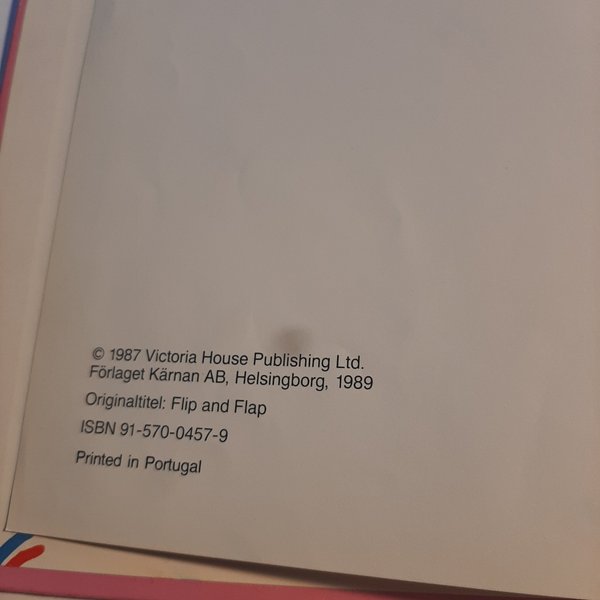 © 1987 Victoria House Publishing Ltd.
Förlaget Kärnan AB, Helsingborg, 1989
Originaltitel: Flip and Flap
ISBN 91-570-0457-9
Printed in Portugal